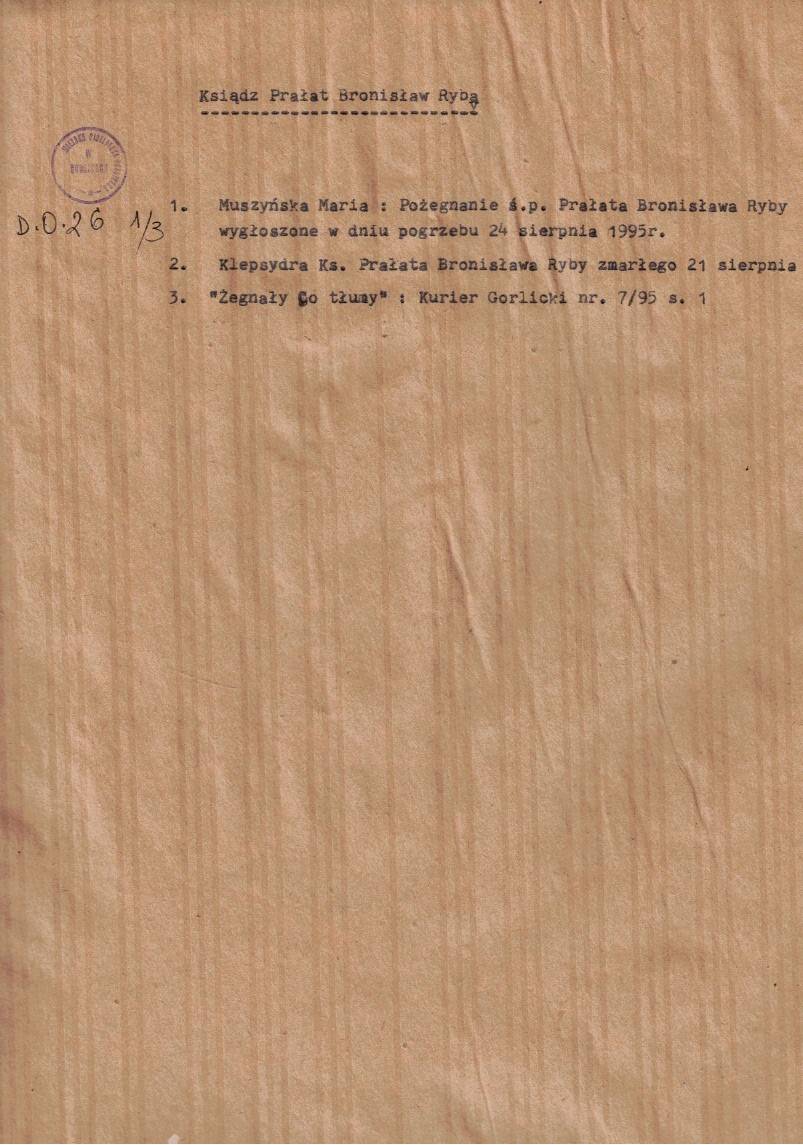 Ksiądz Prałat Bronisław Ryba
1. Muszyńska Maria : Pożegnanie ś.p. Prałata Bronisława Ryby
D.O.26 1/3
wygłoszone w dniu pogrzebu 24 sierpnia 1995r.
2. Klepsydra Ks. Prałata Bronisława Ryby zmarłego 21 sierpnia
3. "Żegnały Go tłumy" : Kurier Gorlicki nr. 7/95 s. 1